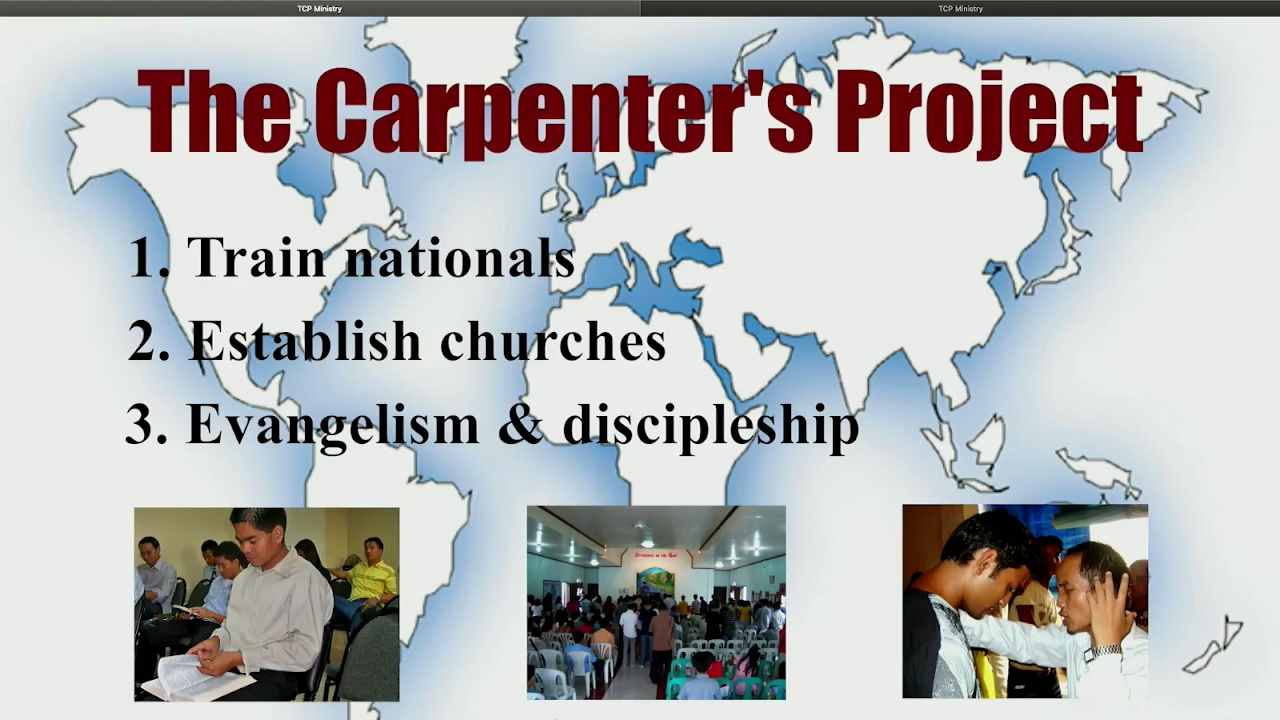 TCP Ministry
TCP Ministry
The Carpenter's Project
1. Train nationals
2. Establish churches
3. Evangelism & discipleship